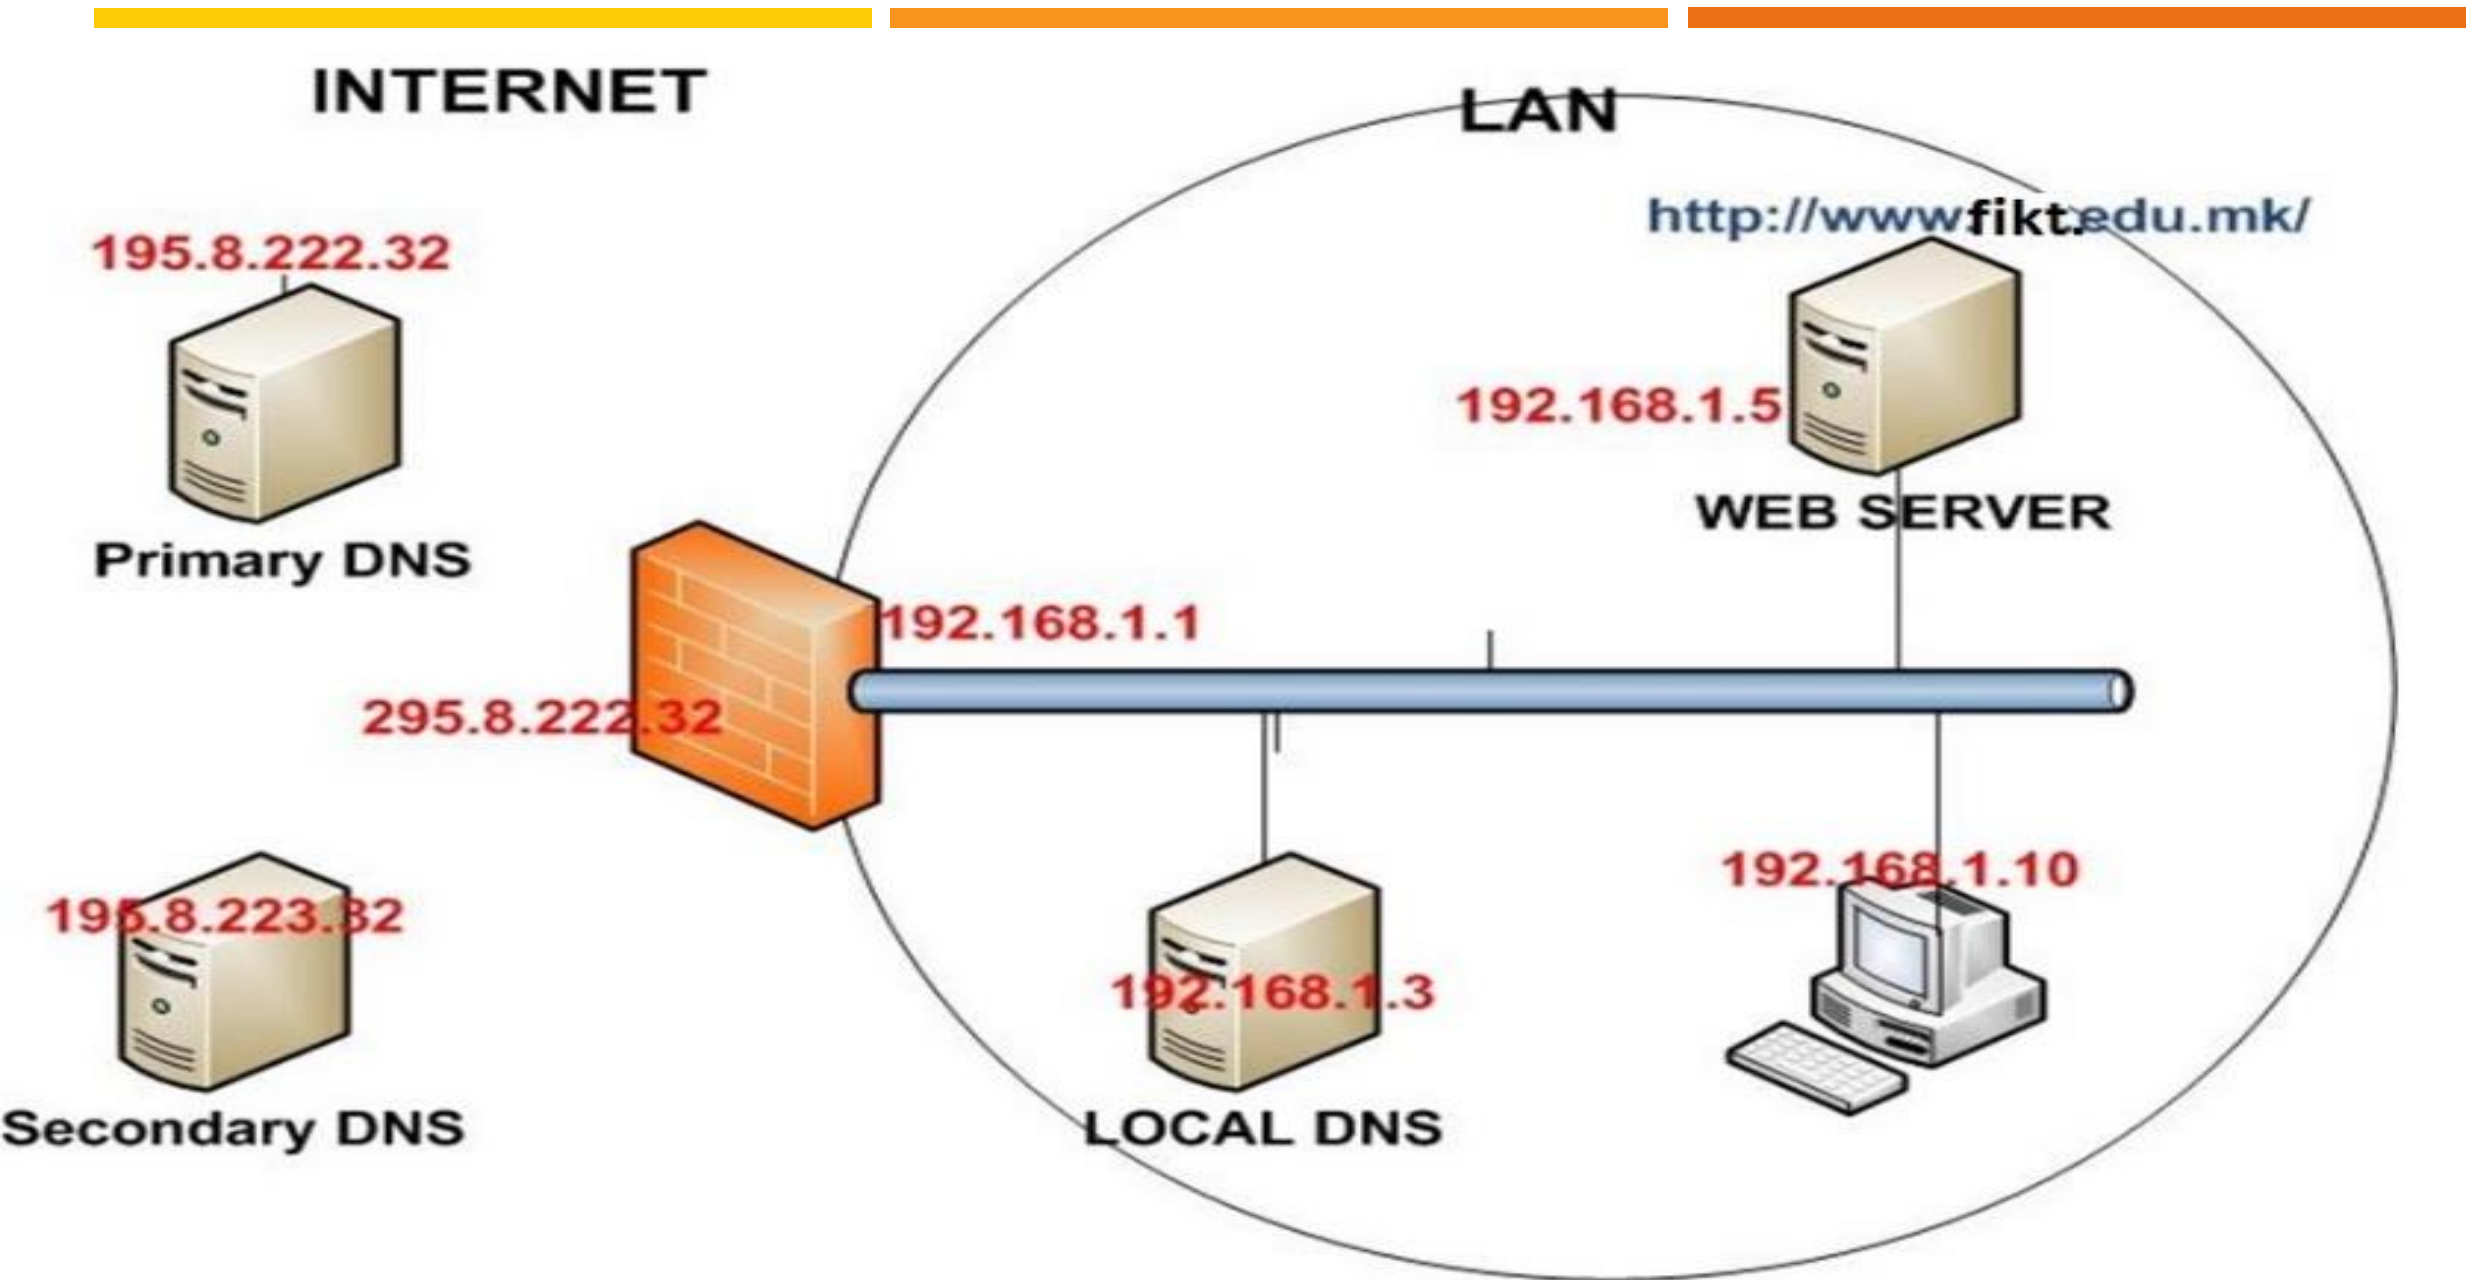 INTERNET
LAN
http://www.fikt.edu.mk/
195.8.222.32
192.168.1.5
WEB SERVER
Primary DNS
192.168.1.1
295.8.222.32
192.168.1.10
195.8.223.32
192.168.1.3
Secondary DNS
LOCAL DNS